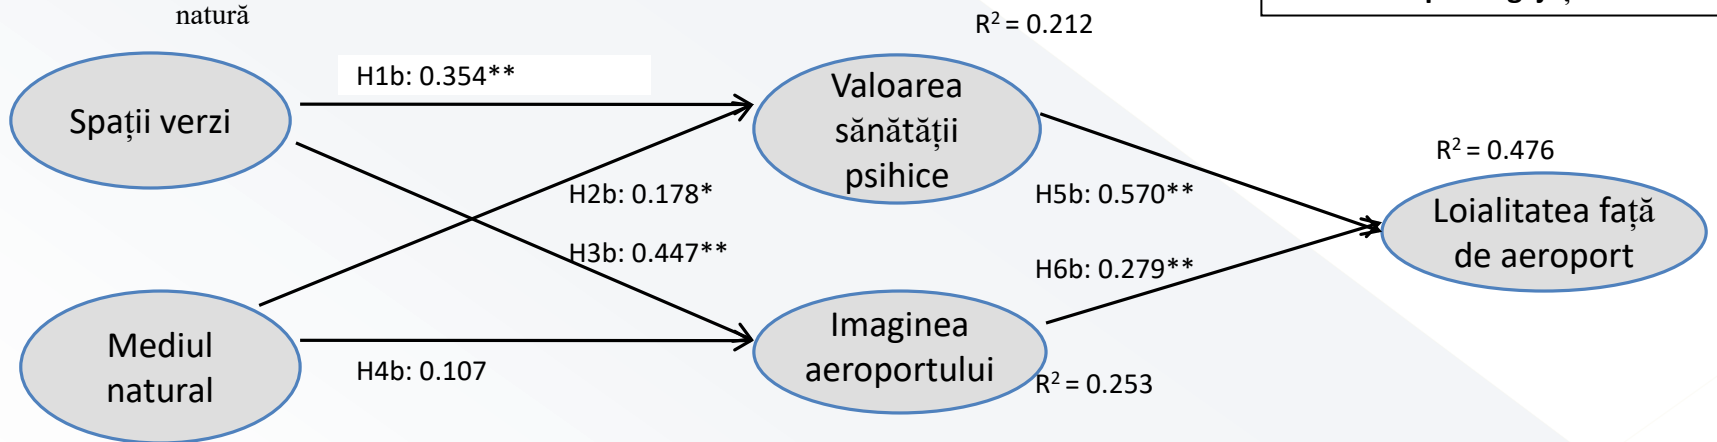 natură
R² = 0.212
H1b: 0.354**
Spații verzi
Valoarea
sănătății
psihice
R² = 0.476
H2b: 0.178*
H5b: 0.570**
Loialitatea față
de aeroport
H3b: 0.447**
H6b: 0.279**
Mediul
natural
Imaginea
aeroportului
H4b: 0.107
R² = 0.253